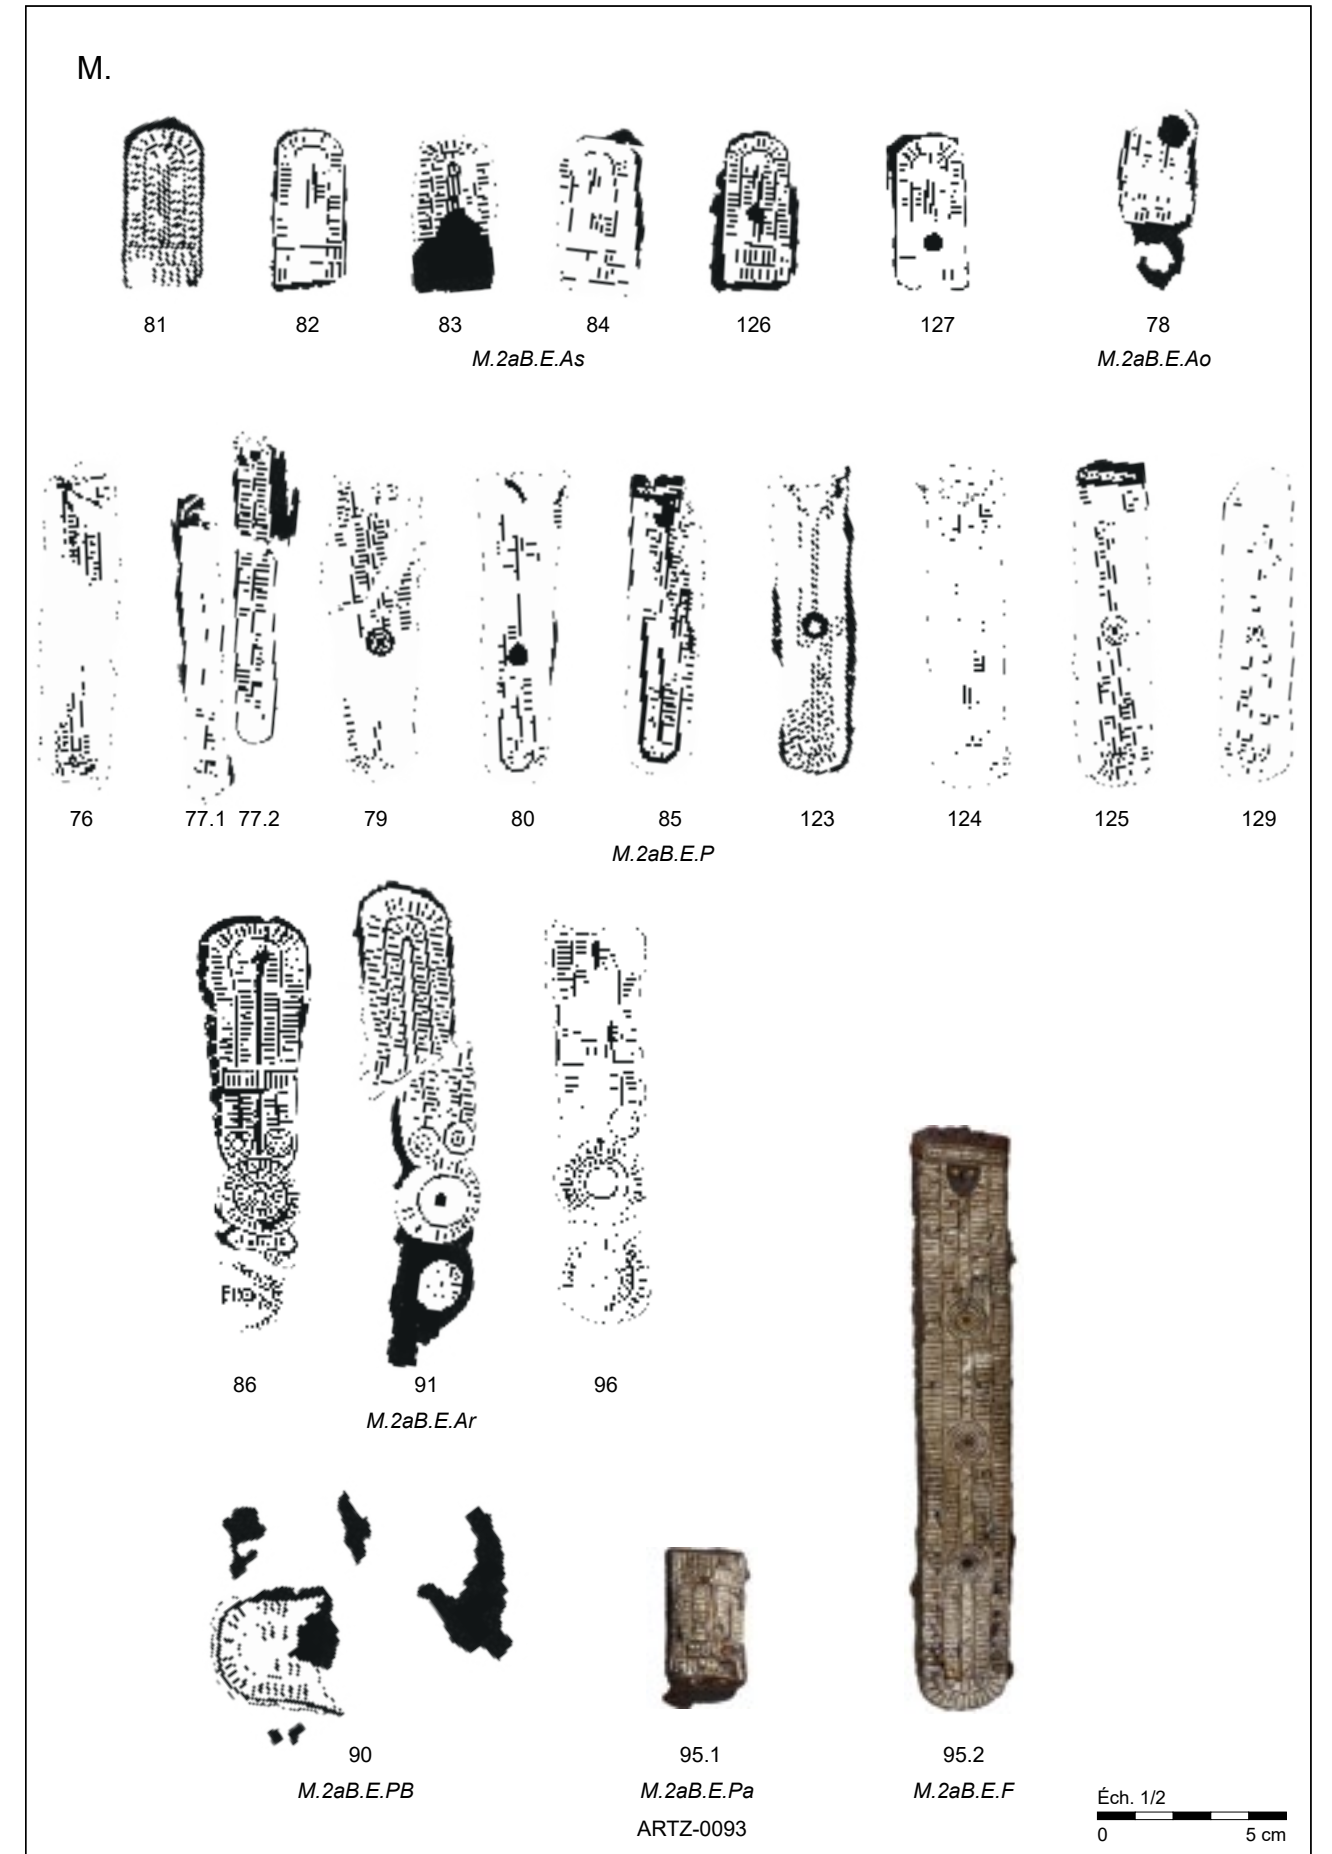 M.
81 82 83 84 126 127 78
M.2aB.E.As M.2aB.E.Ao
76 77.1 77.2 79 80 85 123 124 125 129
M.2aB.E.P
86 91 96
M.2aB.E.Ar
90 95.1 95.2
M.2aB.E.PB M.2aB.E.Pa M.2aB.E.F
ARTZ-0093
Éch. 1/2
0 5 cm